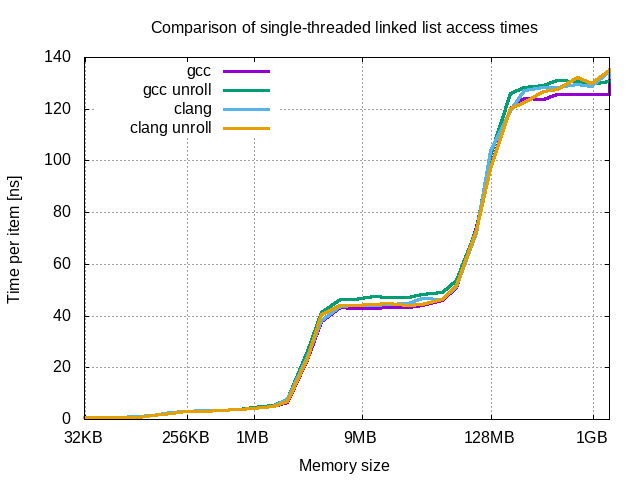 Comparison of single-threaded linked list access times
gcc
gcc unroll
clang
clang unroll
Time per item [ns]
140
120
100
80
60
40
20
0
32KB 256KB 1MB 9MB 128MB 1GB
Memory size